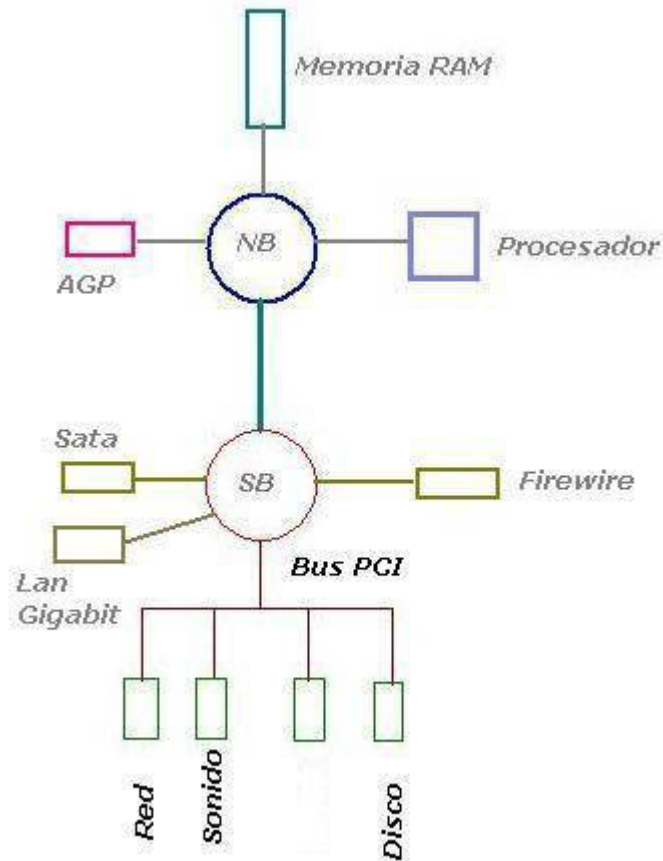 Memoria RAM
NB
AGP
Procesador
Sata
SB
Firewire
Bus PCI
Lan
Gigabit
Red
Sonido
Disco